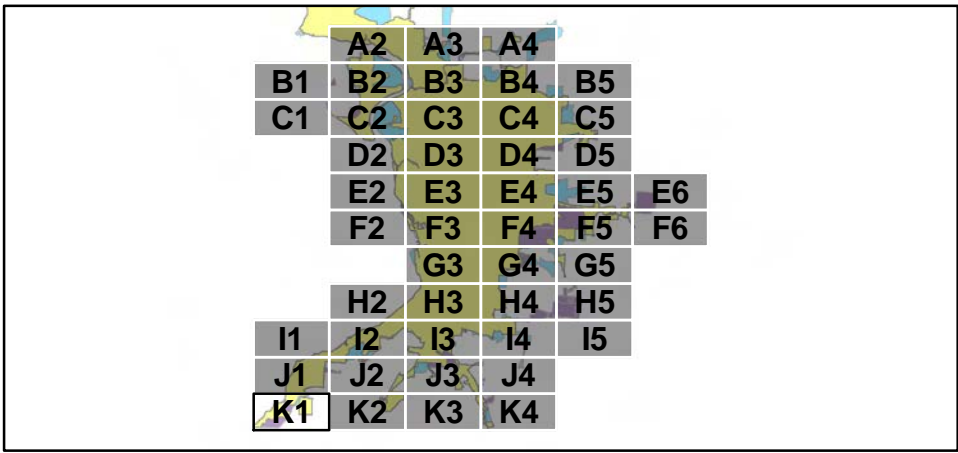 A2 A3 A4
B1 B2 B3 B4 B5
C1 C2 C3 C4 C5
D2 D3 D4 D5
E2 E3 E4 E5 E6
F2 F3 F4 F5 F6
G3 G4 G5
H2 H3 H4 H5
I1 I2 I3 I4 I5
J1 J2 J3 J4
K1 K2 K3 K4